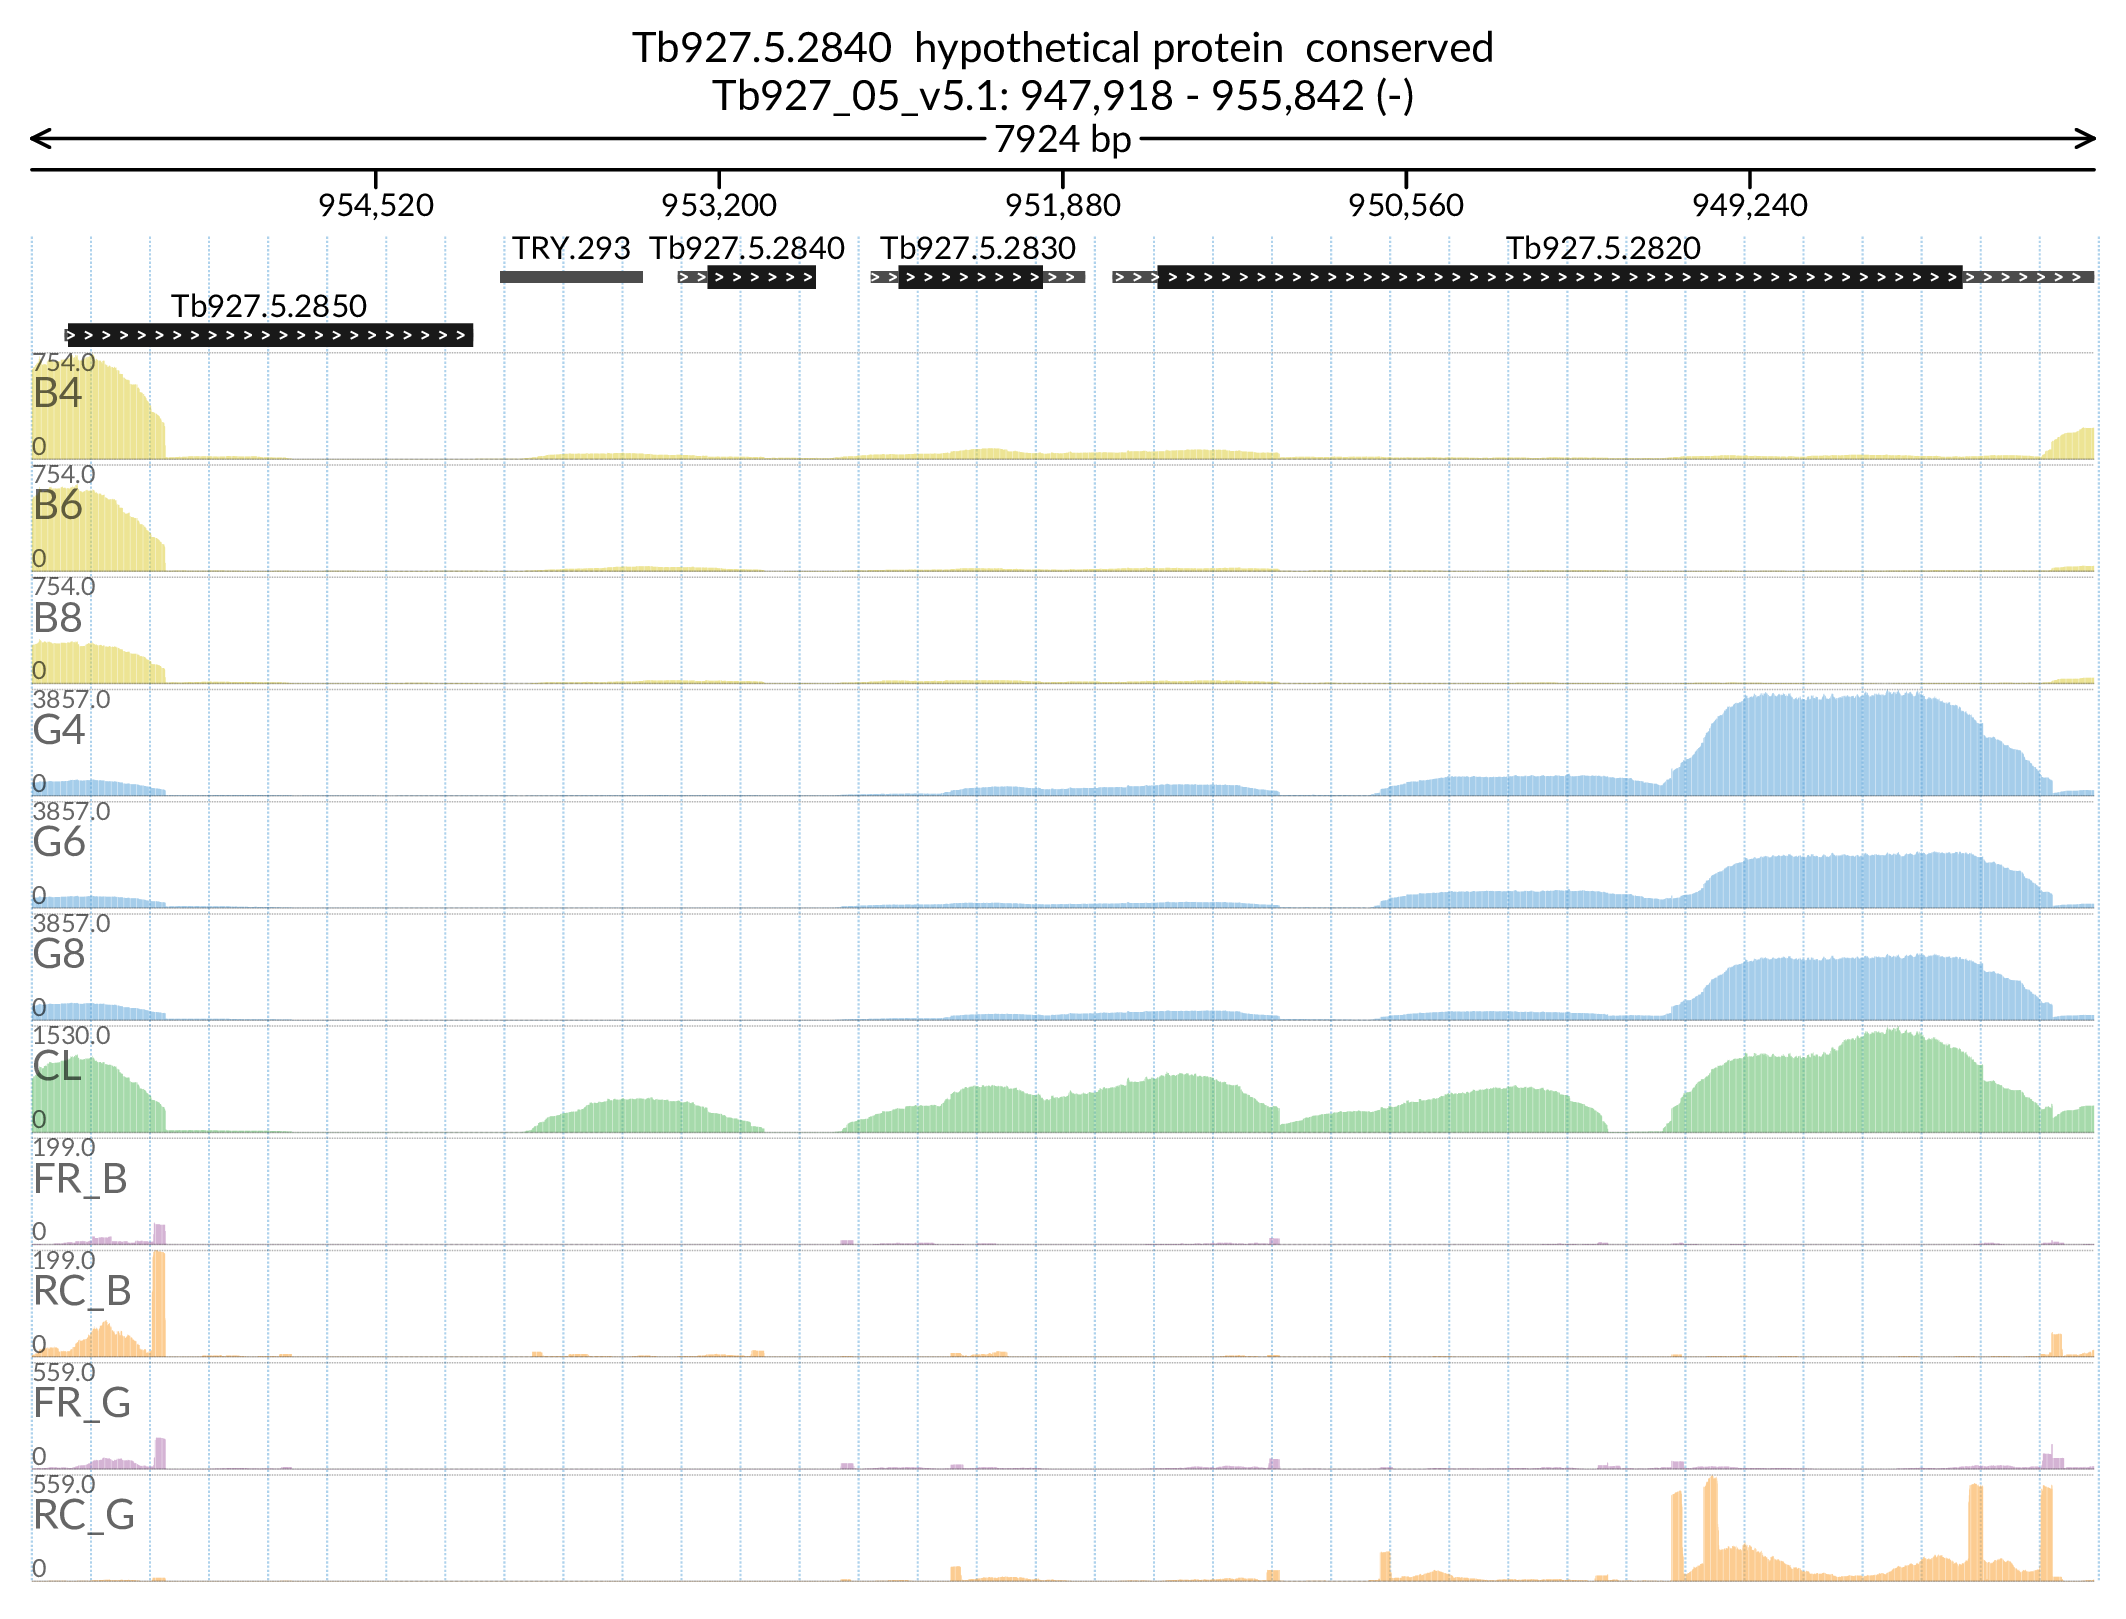 Tb927.5.2840  hypothetical protein  conserved
Tb927_05_v5.1: 947,918 - 955,842 (-)
7924 bp
954,520 953,200 951,880 950,560 949,240
TRY.293 Tb927.5.2840 Tb927.5.2830 Tb927.5.2820
Tb927.5.2850
754.0
B4
0
754.0
B6
0
754.0
B8
0
3857.0
G4
0
3857.0
G6
0
3857.0
G8
0
1530.0
CL
0
199.0
FR_B
0
199.0
RC_B
0
559.0
FR_G
0
559.0
RC_G
0